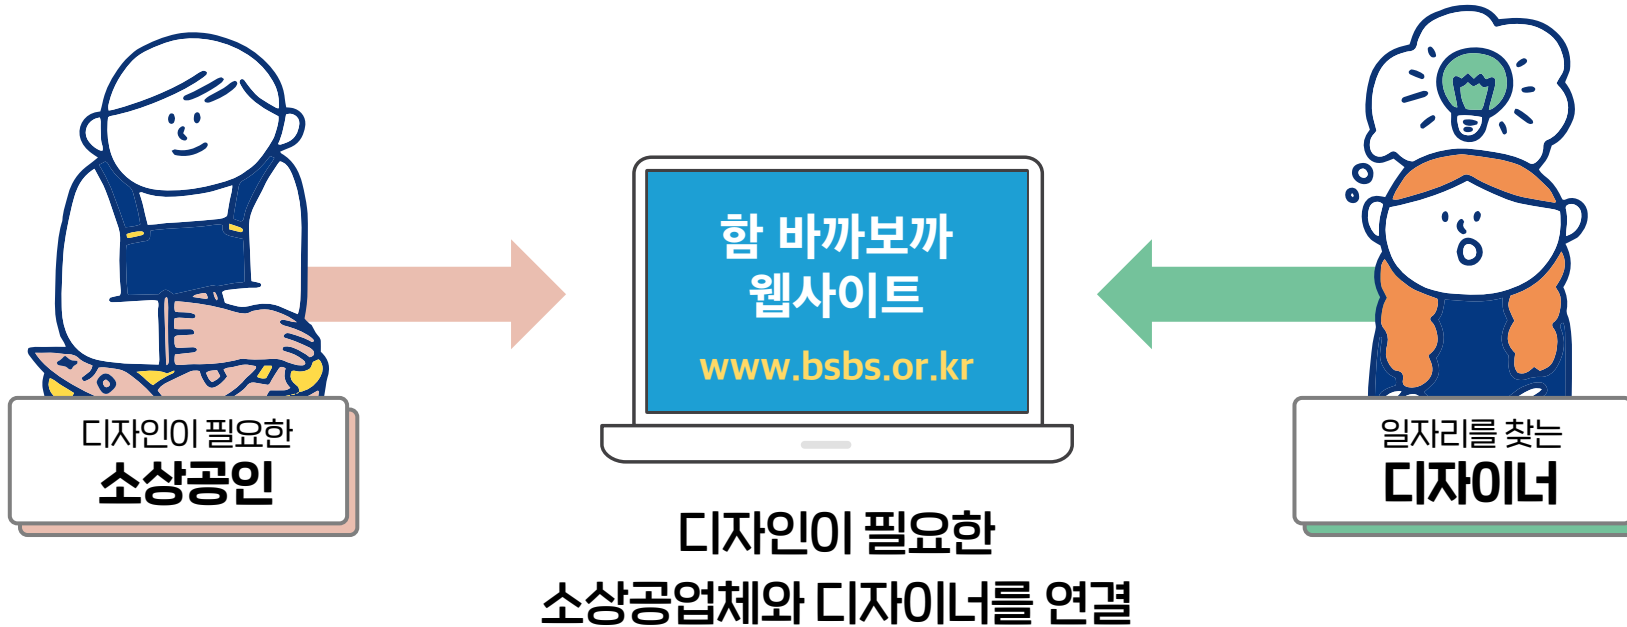 함 바까보까
웹사이트
www.bsbs.or.kr
디자인이 필요한
소상공인
일자리를 찾는
디자이너
디자인이 필요한
소상공업체와 디자이너를 연결